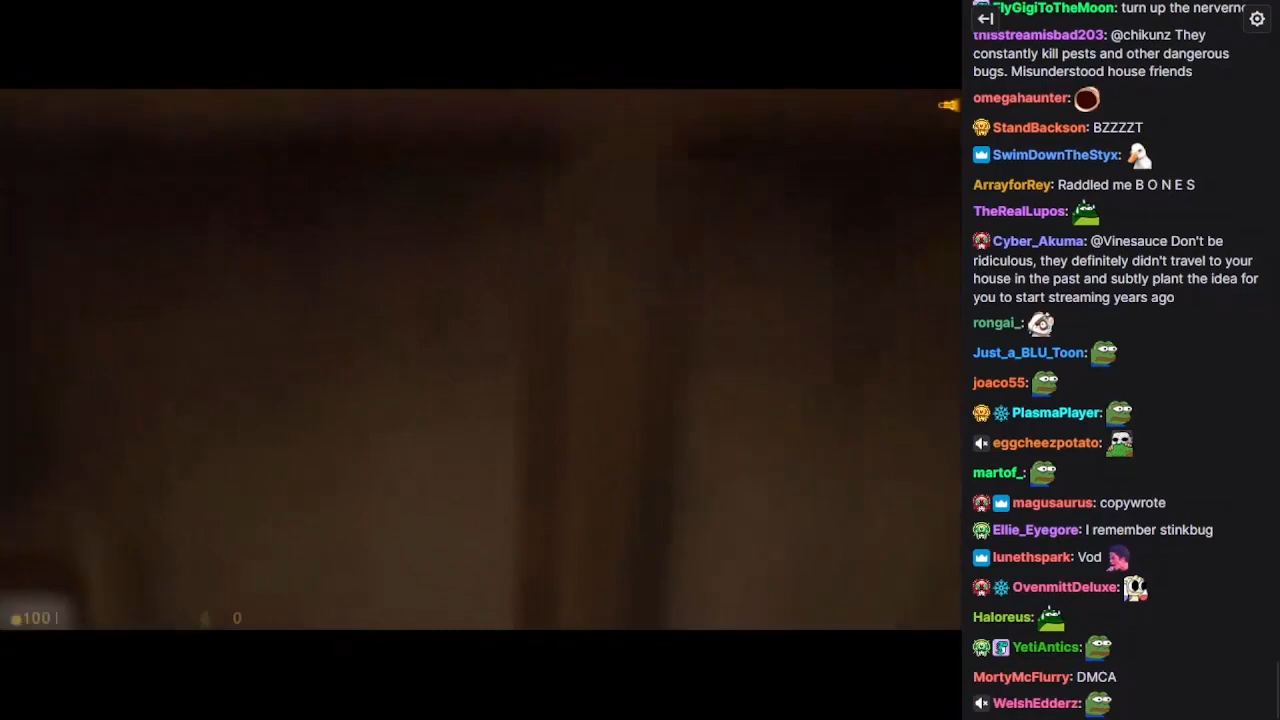 FlyGigiToTheMoon: turn up the nerverno
thisstreamisbad203: @chikunz They
constantly kill pests and other dangerous
bugs. Misunderstood house friends
omegahaunter:
StandBackson: BZZZZT
SwimDownTheStyx:
ArrayforRey: Raddled me B O N E S
TheRealLupos:
Cyber_Akuma: @Vinesauce Don't be
ridiculous, they definitely didn't travel to your
house in the past and subtly plant the idea for
you to start streaming years ago
rongai_:
Just_a_BLU_Toon:
joaco55:
PlasmaPlayer:
eggcheezpotato:
martof_:
magusaurus: copywrote
Ellie_Eyegore: I remember stinkbug
lunethspark: Vod
OvenmittDeluxe:
Haloreus:
YetiAntics:
MortyMcFlurry: DMCA
WelshEdderz:
100 0